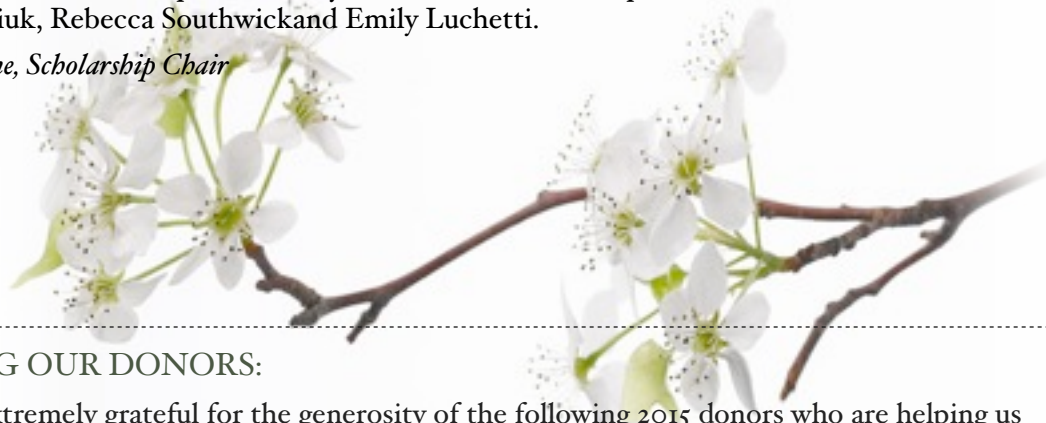 iuk, Rebecca Southwickand Emily Luchetti.
ne, Scholarship Chair
G OUR DONORS:
xtremely grateful for the generosity of the following 2015 donors who are helping us